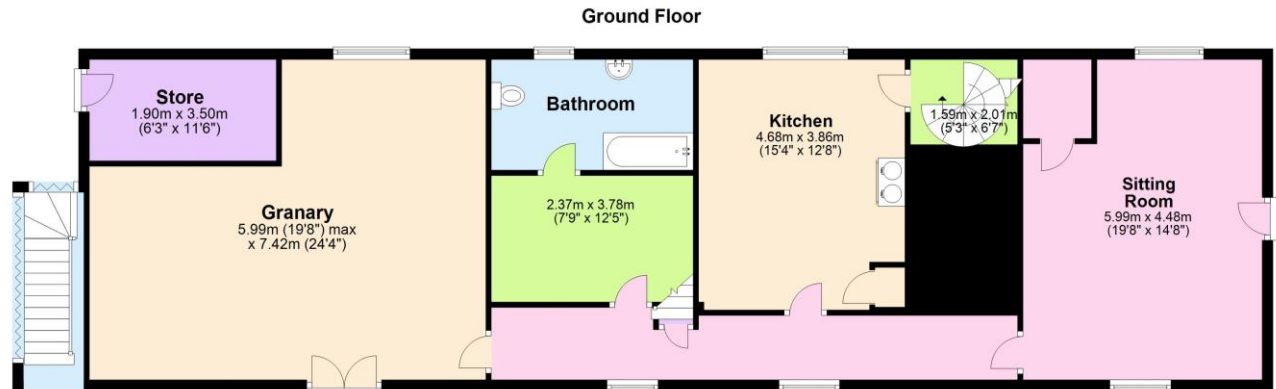 Ground Floor
Store
1.90m x 3.50m
(6'3" x 11'6")
Granary
5.99m (19'8") max
x 7.42m (24'4")
Bathroom
2.37m x 3.78m
(7'9" x 12'5")
Kitchen
4.68m x 3.86m
(15'4" x 12'8")
1.59m x 2.01m
(5'3" x 6'7")
Sitting
Room
5.99m x 4.48m
(19'8" x 14'8")